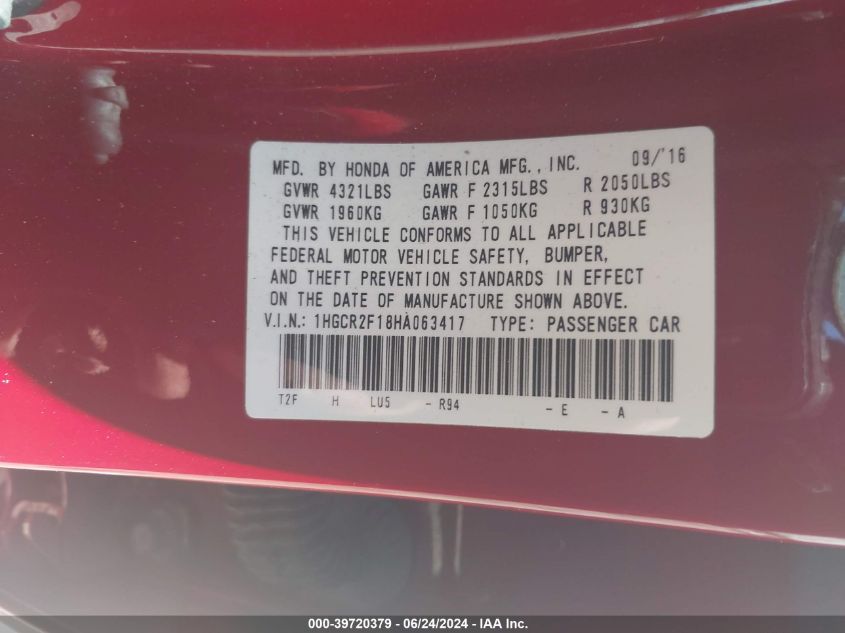 MFD. BY HONDA OF AMERICA MFG., INC. 09/'16
GVWR 4321LBS GAWR F 2315LBS R 2050LBS
GVWR 1960KG GAWR F 1050KG R 930KG
THIS VEHICLE CONFORMS TO ALL APPLICABLE
FEDERAL MOTOR VEHICLE SAFETY, BUMPER,
AND THEFT PREVENTION STANDARDS IN EFFECT
ON THE DATE OF MANUFACTURE SHOWN ABOVE.
V.I.N.: 1HGCR2F18HA063417 TYPE: PASSENGER CAR
T2F H LU5 - R94 - E - A
000-39720379 - 06/24/2024 - IAA Inc.